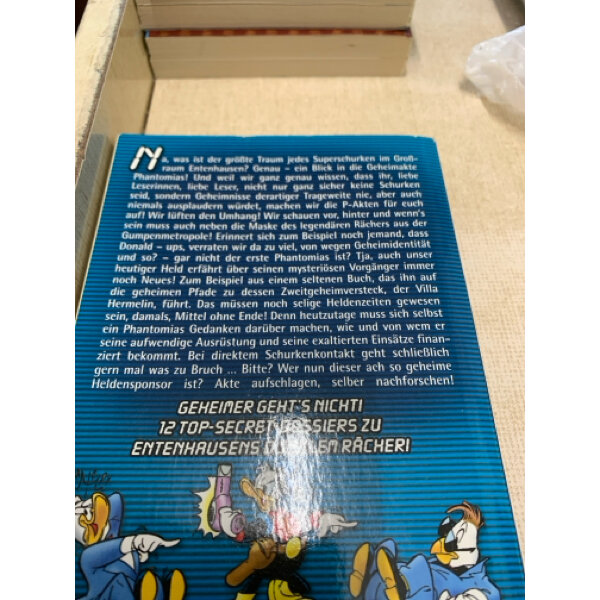 Na, was ist der größte Traum jedes Superschurken im Groß-
raum Entenhausen? Genau – ein Blick in die Geheimakte
Phantomias! Und weil wir ganz genau wissen, dass ihr, liebe
Leserinnen, liebe Leser, nicht nur ganz sicher keine Schurken
seid, sondern Geheimnisse derartiger Tragweite nie, aber auch
niemals ausplaudern würdet, machen wir die P-Akten für euch
auf! Wir lüften den Umhang! Wir schauen vor, hinter und wenn's
sein muss auch neben die Maske des legendären Rächers aus der
Gumpenmetropole! Erinnert sich zum Beispiel noch jemand, dass
Donald – ups, verraten wir da zu viel, von wegen Geheimidentität
und so? – gar nicht der erste Phantomias ist? Tja, auch unser
heutiger Held erfährt über seinen mysteriösen Vorgänger immer
noch Neues! Zum Beispiel aus einem seltenen Buch, das ihn auf
die geheimen Pfade zu dessen Zweitgeheimversteck, der Villa
Hermelin, führt. Das müssen noch selige Heldenzeiten gewesen
sein, damals, Mittel ohne Ende! Denn heutzutage muss sich selbst
ein Phantomias Gedanken darüber machen, wie und von wem er
seine aufwendige Ausrüstung und seine exaltierten Einsätze finan-
ziert bekommt. Bei direktem Schurkenkontakt geht schließlich
gern mal was zu Bruch ... Bitte? Wer nun dieser ach so geheime
Heldensponsor ist? Akte aufschlagen, selber nachforschen!
GEHEIMER GEHT'S NICHT!
12 TOP-SECRET-DOSSIERS ZU
ENTENHAUSENS RÄCHER!